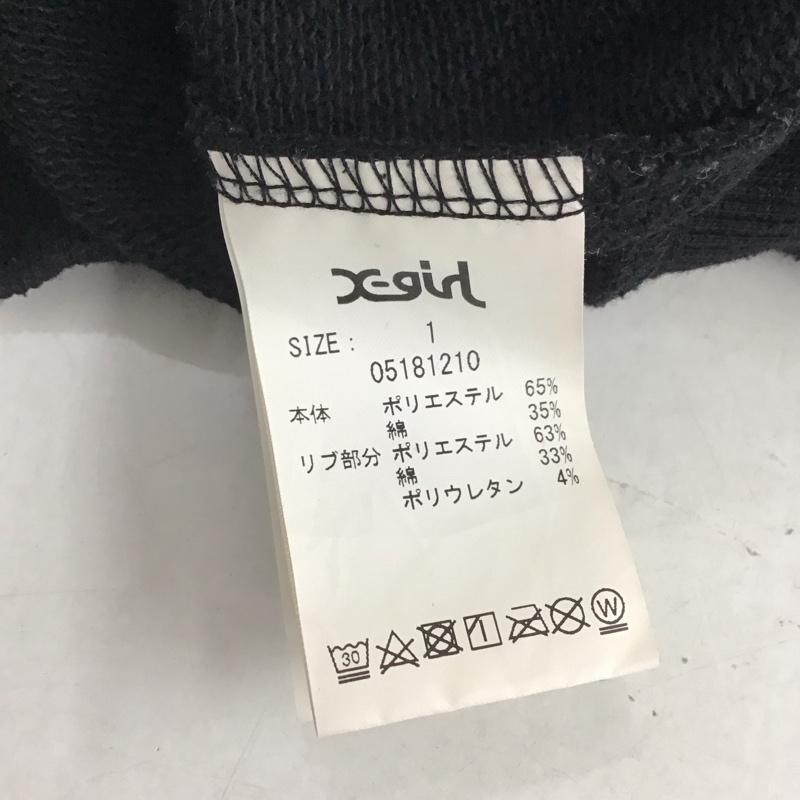 X-girl
SIZE : 1
05181210
本体 ポリエステル 65%
綿 35%
リブ部分 ポリエステル 63%
綿 33%
ポリウレタン 4%
30 W